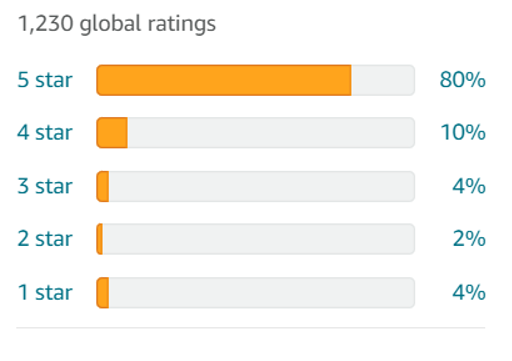 1,230 global ratings
5 star 80%
4 star 10%
3 star 4%
2 star 2%
1 star 4%